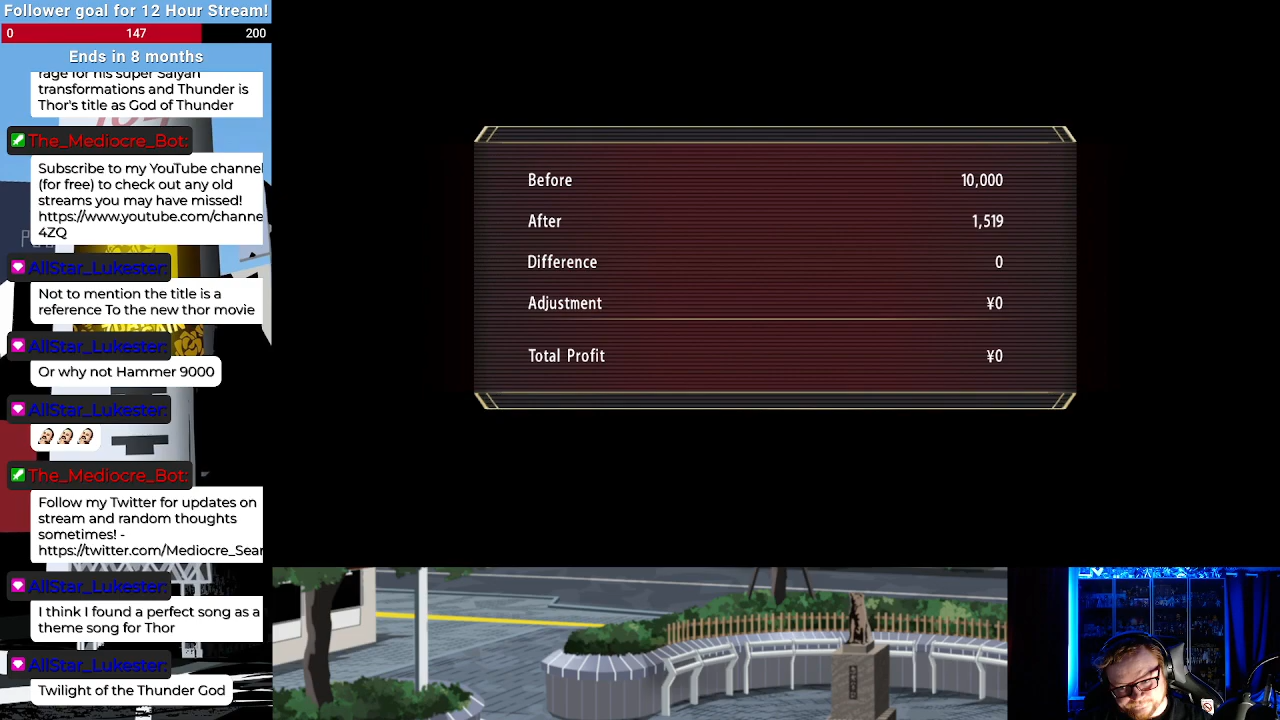 Follower goal for 12 Hour Stream!
0 147 200
Ends in 8 months
rage for his super Saiyan
transformations and Thunder is
Thor's title as God of Thunder
The_Mediocre_Bot:
Subscribe to my YouTube channel
(for free) to check out any old
streams you may have missed!
https://www.youtube.com/channe
4ZQ
AllStar_Lukester:
Not to mention the title is a
reference To the new thor movie
AllStar_Lukester:
Or why not Hammer 9000
AllStar_Lukester:
The_Mediocre_Bot:
Follow my Twitter for updates on
stream and random thoughts
sometimes! -
https://twitter.com/Mediocre_Sear
AllStar_Lukester:
I think I found a perfect song as a
theme song for Thor
AllStar_Lukester:
Twilight of the Thunder God
Before 10,000
After 1,519
Difference 0
Adjustment ¥0
Total Profit ¥0